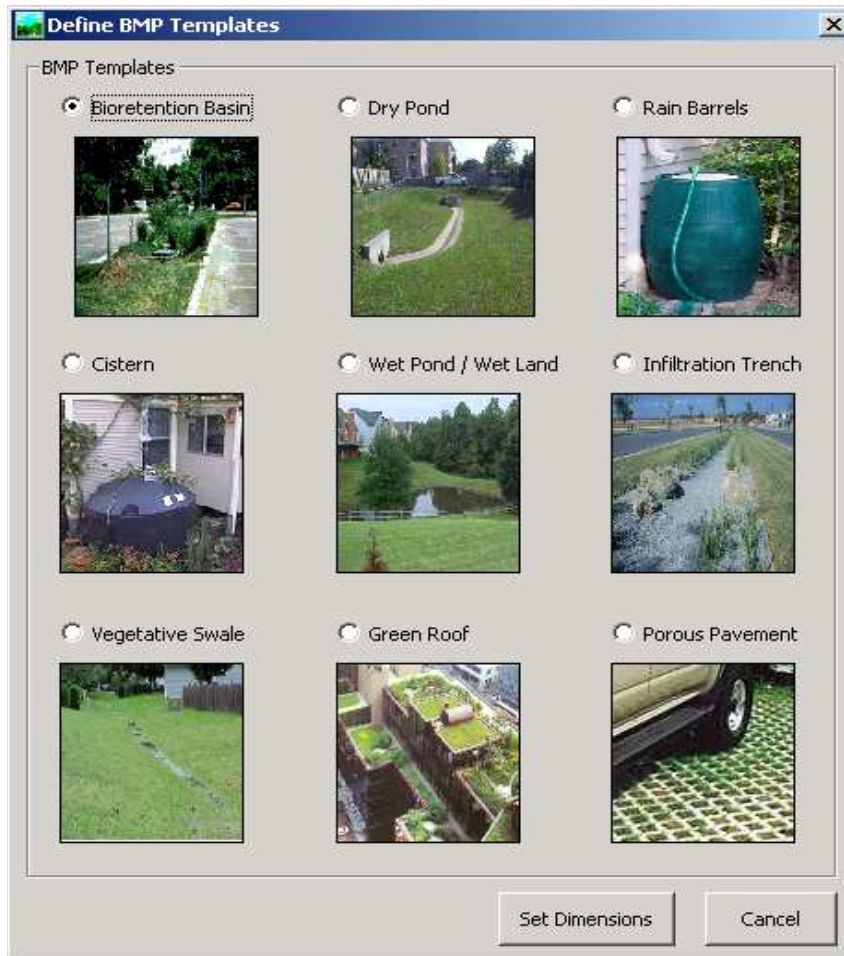 Define BMP Templates
BMP Templates
Bioretention Basin
Dry Pond
Rain Barrels
Cistern
Wet Pond / Wet Land
Infiltration Trench
Vegetative Swale
Green Roof
Porous Pavement
Set Dimensions
Cancel